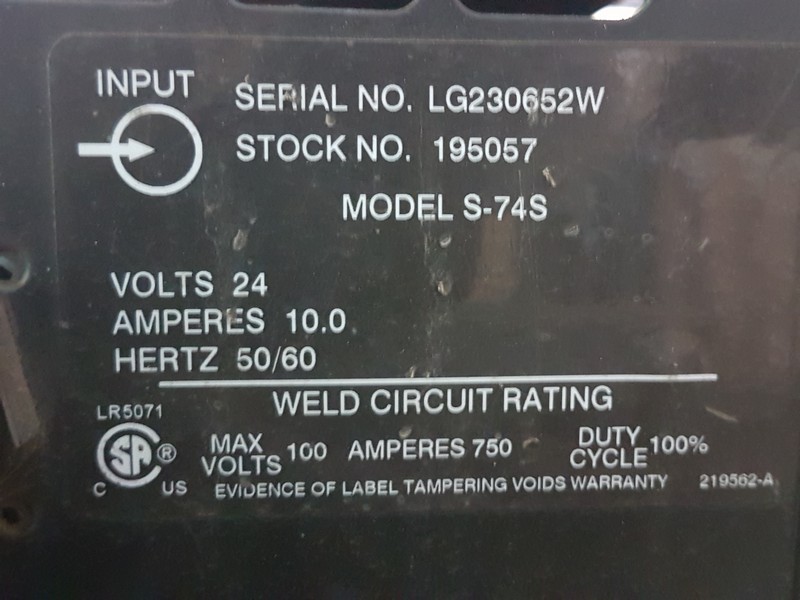 INPUT
SERIAL NO. LG230652W
STOCK NO. 195057
MODEL S-74S
VOLTS 24
AMPERES 10.0
HERTZ 50/60
WELD CIRCUIT RATING
LR5071
SA ®
C US
MAX VOLTS 100 AMPERES 750 DUTY CYCLE 100%
EVIDENCE OF LABEL TAMPERING VOIDS WARRANTY 219562-A